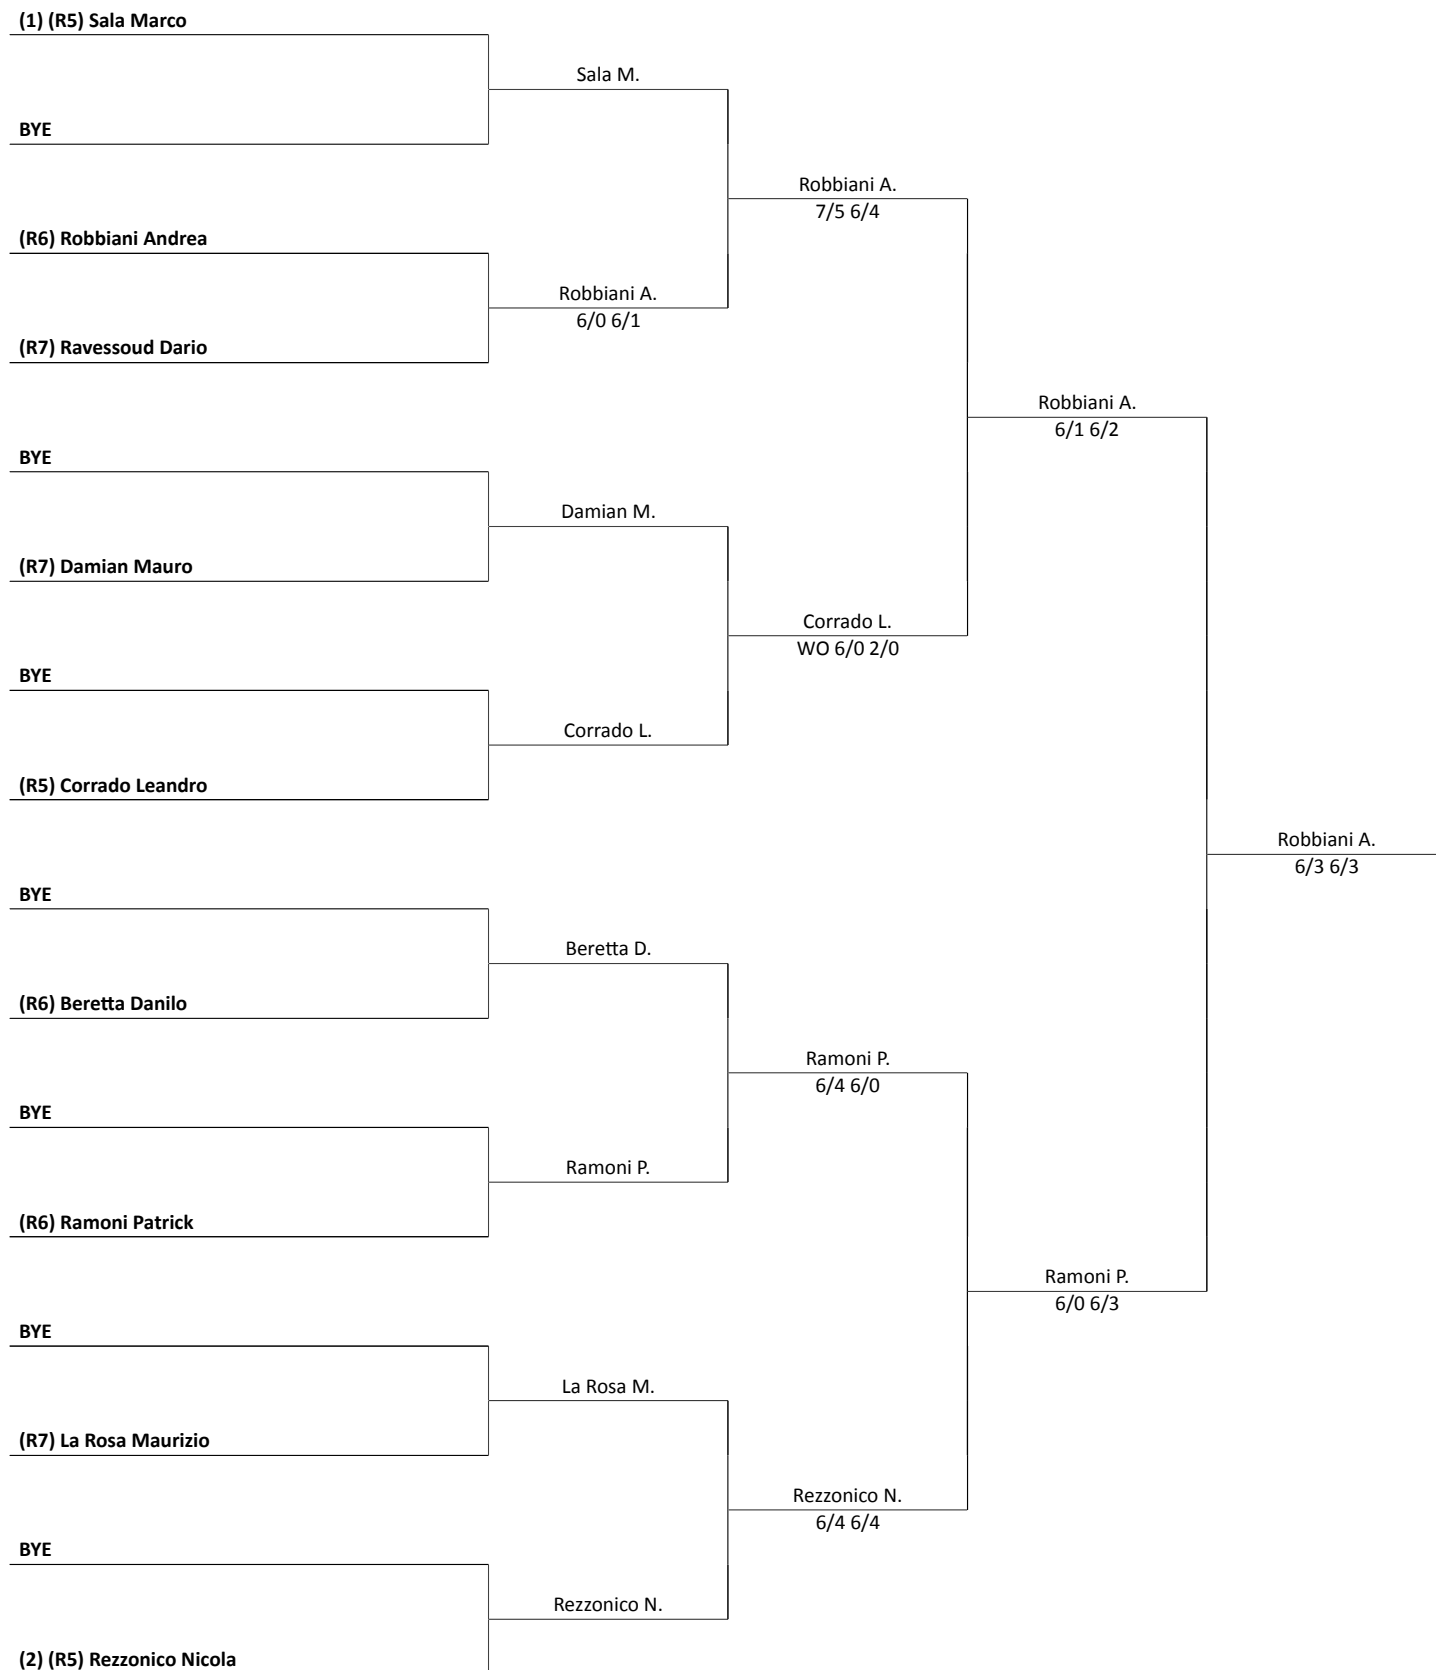 (1) (R5) Sala Marco
Sala M.
BYE
Robbiani A.
7/5 6/4
(R6) Robbiani Andrea
Robbiani A.
6/0 6/1
(R7) Ravessoud Dario
Robbiani A.
6/1 6/2
BYE
Damian M.
(R7) Damian Mauro
Corrado L.
WO 6/0 2/0
BYE
Corrado L.
(R5) Corrado Leandro
Robbiani A.
6/3 6/3
BYE
Beretta D.
(R6) Beretta Danilo
Ramoni P.
6/4 6/0
BYE
Ramoni P.
(R6) Ramoni Patrick
Ramoni P.
6/0 6/3
BYE
La Rosa M.
(R7) La Rosa Maurizio
Rezzonico N.
6/4 6/4
BYE
Rezzonico N.
(2) (R5) Rezzonico Nicola